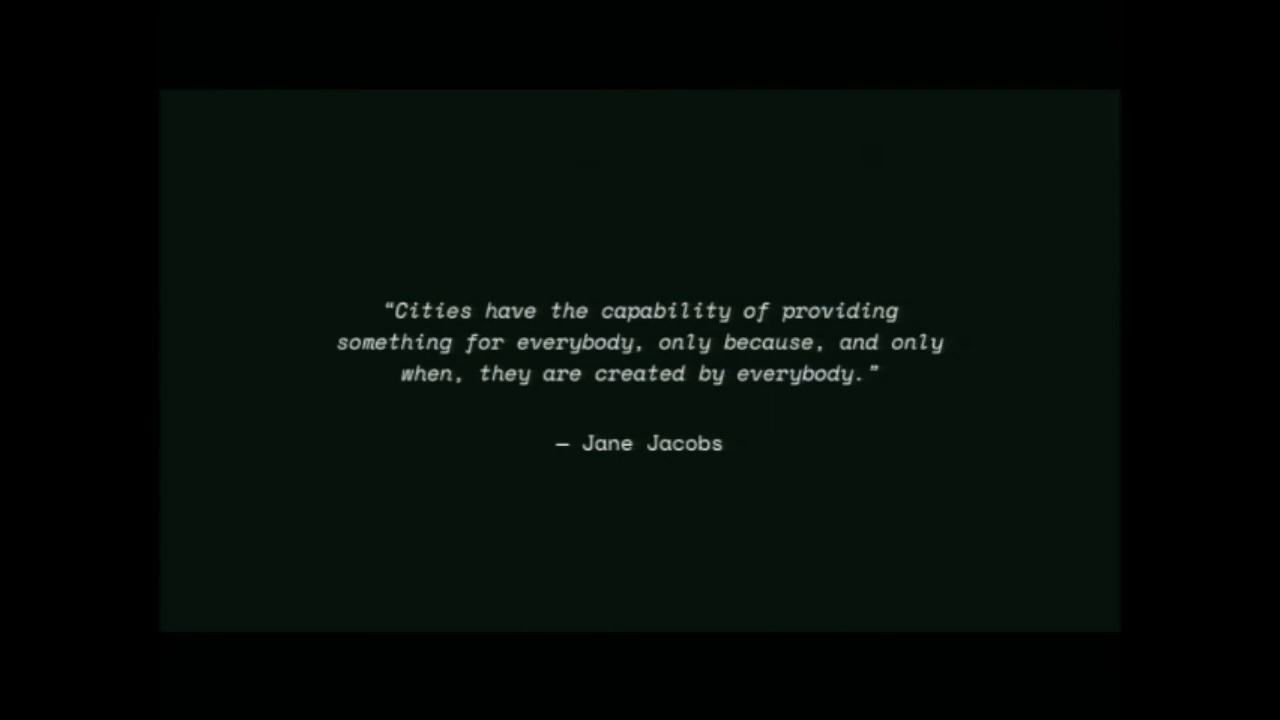 “Cities have the capability of providing
something for everybody, only because, and only
when, they are created by everybody.”
— Jane Jacobs